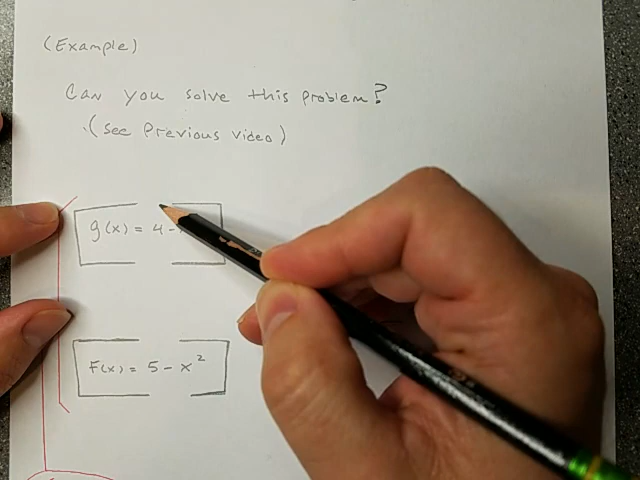 (Example)
Can you solve this problem?
(See Previous video)
g(x) = 4 -
F(x) = 5 - x²